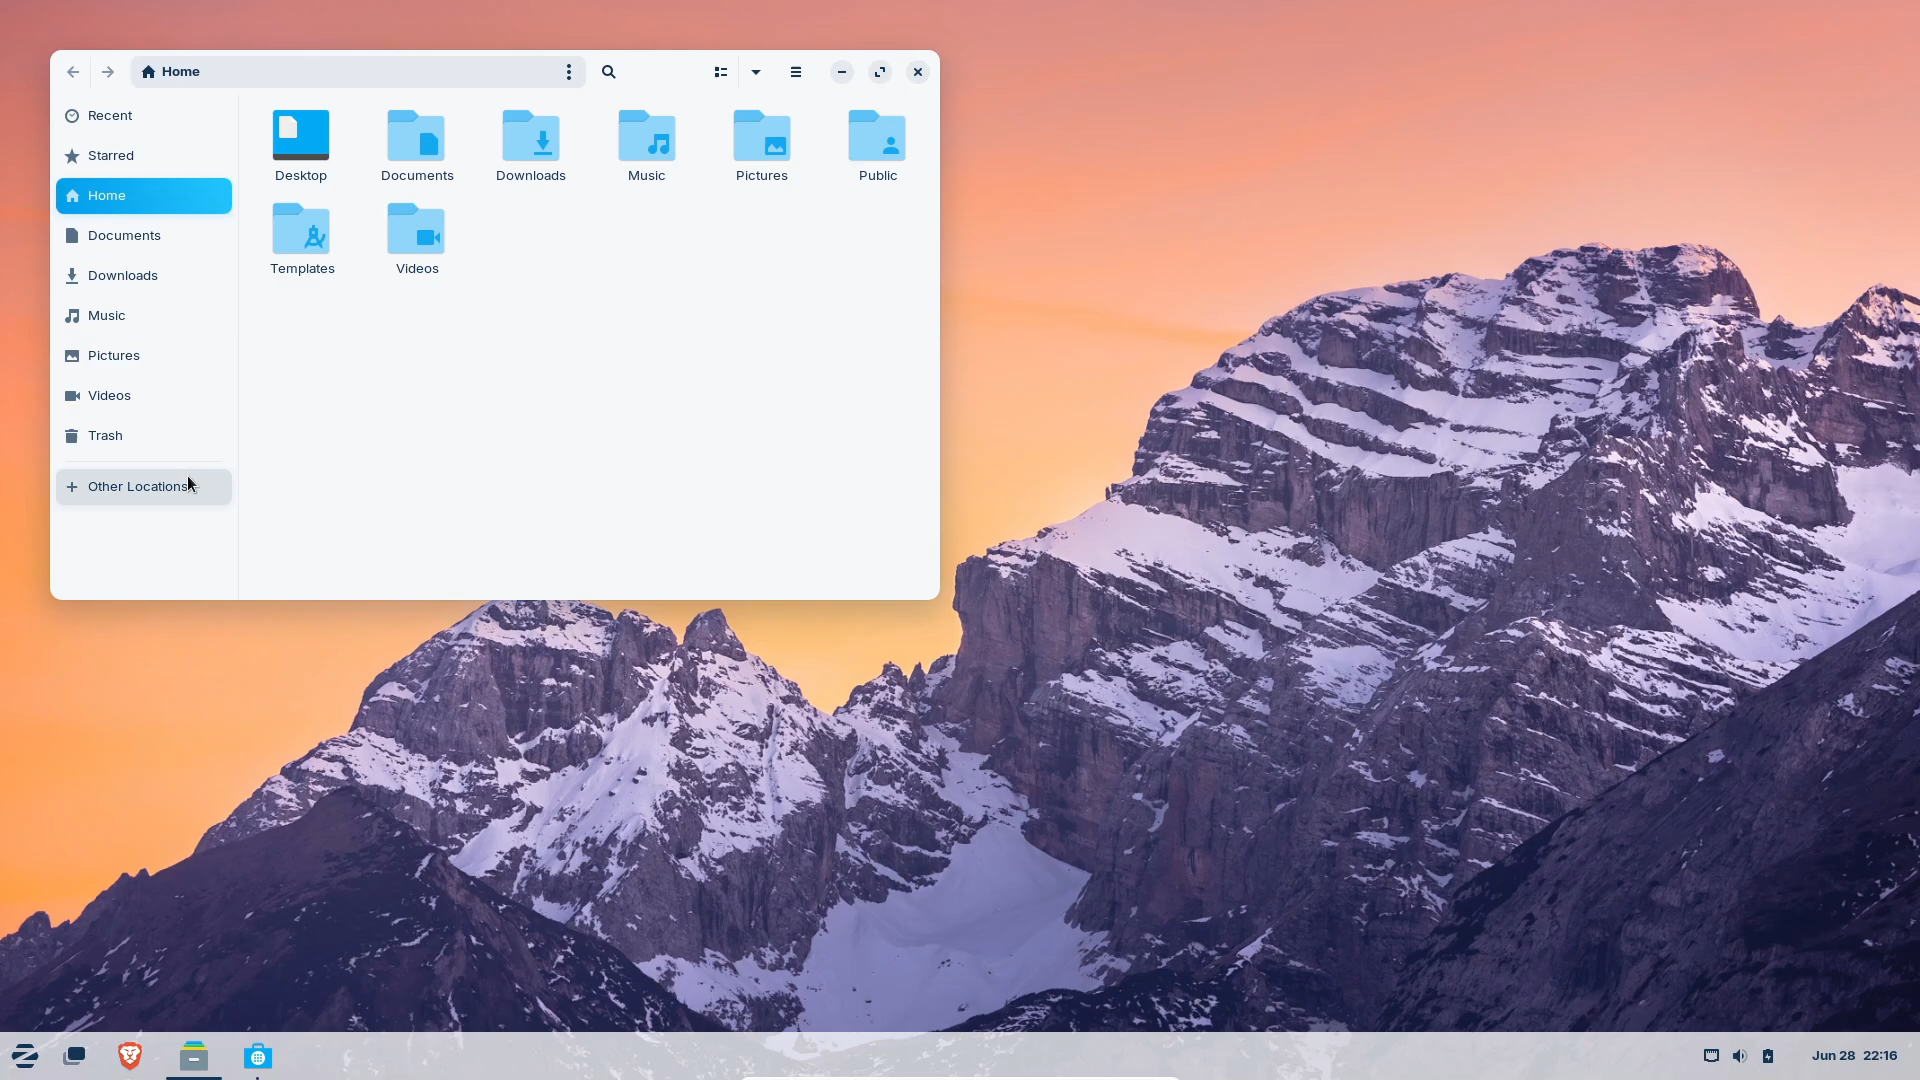 Home
Recent
Starred
Home
Documents
Downloads
Music
Pictures
Videos
Trash
Other Locations
Desktop
Documents
Downloads
Music
Pictures
Public
Templates
Videos
Jun 28 22:16